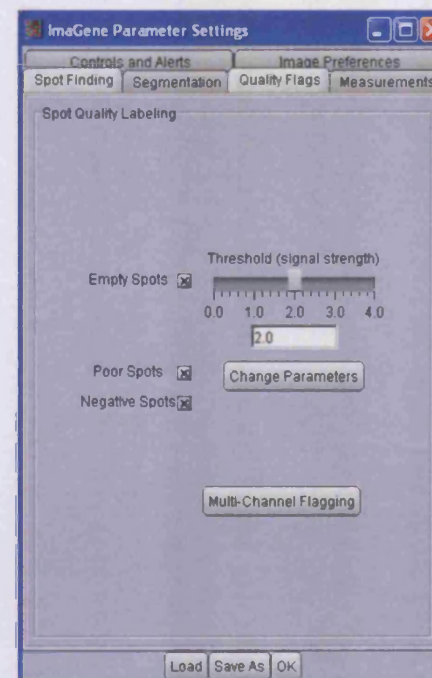 ImaGene Parameter Settings
Controls and Alerts
Image Preferences
Spot Finding
Segmentation
Quality Flags
Measurements
Spot Quality Labeling
Threshold (signal strength)
Empty Spots
0.0 1.0 2.0 3.0 4.0
2.0
Poor Spots
Change Parameters
Negative Spots
Multi-Channel Flagging
Load
Save As
OK